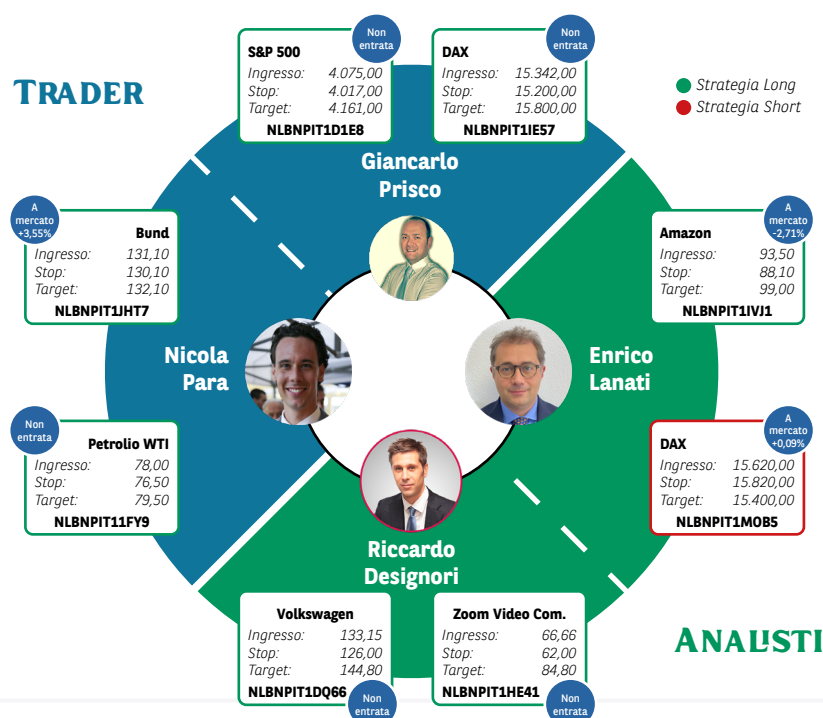 TRADER
Strategia Long
Strategia Short
Non
entrata
S&P 500
Ingresso: 4.075,00
Stop: 4.017,00
Target: 4.161,00
NLBNPIT1D1E8
Non
entrata
DAX
Ingresso: 15.342,00
Stop: 15.200,00
Target: 15.800,00
NLBNPIT1IE57
Giancarlo
Prisco
A
mercato
+3,55%
Bund
Ingresso: 131,10
Stop: 130,10
Target: 132,10
NLBNPIT1JHT7
A
mercato
-2,71%
Amazon
Ingresso: 93,50
Stop: 88,10
Target: 99,00
NLBNPIT1IVJ1
Nicola
Para
Enrico
Lanati
Non
entrata
Petrolio WTI
Ingresso: 78,00
Stop: 76,50
Target: 79,50
NLBNPIT11FY9
A
mercato
+0,09%
DAX
Ingresso: 15.620,00
Stop: 15.820,00
Target: 15.400,00
NLBNPIT1MOB5
Riccardo
Designori
Volkswagen
Ingresso: 133,15
Stop: 126,00
Target: 144,80
NLBNPIT1DQ66
Non
entrata
Zoom Video Com.
Ingresso: 66,66
Stop: 62,00
Target: 84,80
NLBNPIT1HE41
Non
entrata
ANALISTI